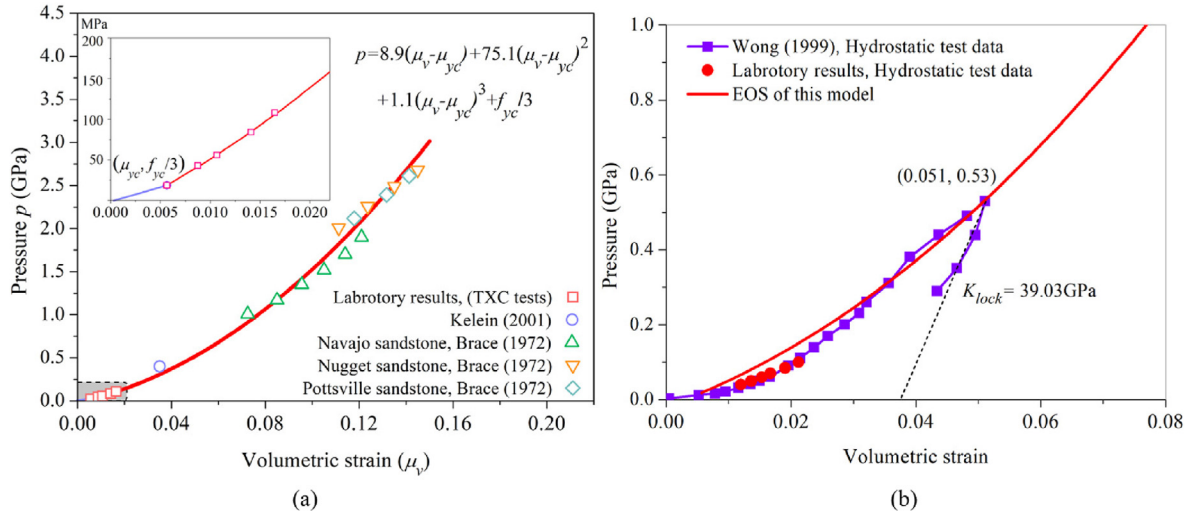 4.5
4.0
3.5
3.0
2.5
2.0
1.5
1.0
0.5
0.0
Pressure p (GPa)
MPa
200
150
100
50
(μyc, fyc/3)
0.000 0.005 0.010 0.015 0.020
p=8.9(μv-μyc)+75.1(μv-μyc)²
+1.1(μv-μyc)³+fyc/3
Labrotory results, (TXC tests)
Kelein (2001)
Navajo sandstone, Brace (1972)
Nugget sandstone, Brace (1972)
Pottsville sandstone, Brace (1972)
0.00 0.04 0.08 0.12 0.16 0.20
Volumetric strain (μv)
(a)
1.0
0.8
0.6
0.4
0.2
0.0
Pressure (GPa)
Wong (1999), Hydrostatic test data
Labrotory results, Hydrostatic test data
EOS of this model
(0.051, 0.53)
Klock= 39.03GPa
0.00 0.02 0.04 0.06 0.08
Volumetric strain
(b)